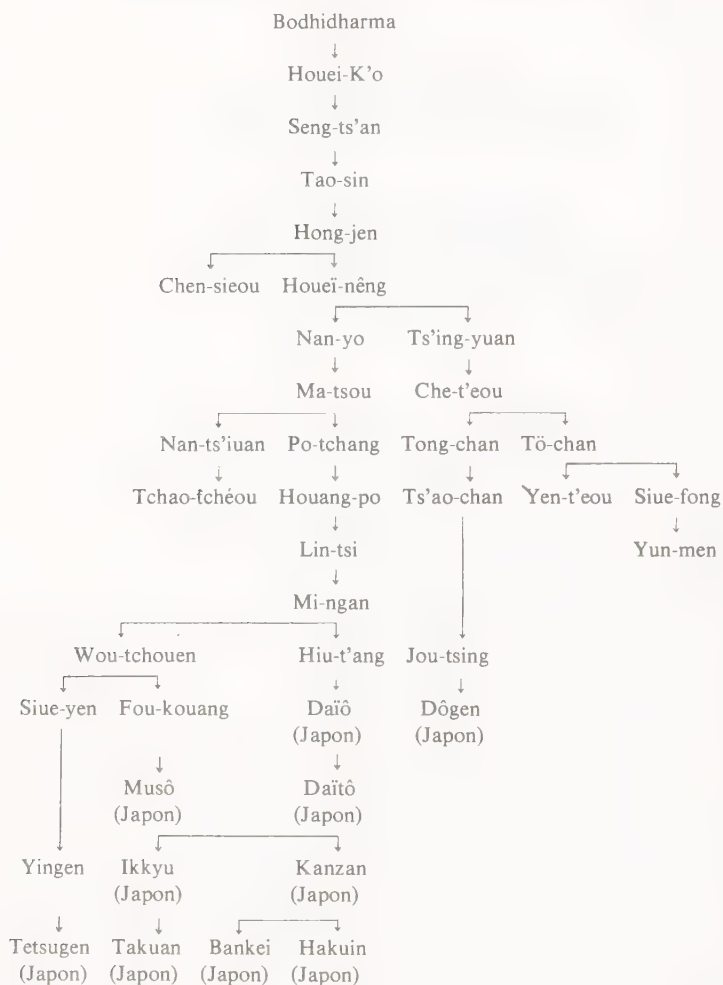 Bodhidharma
Houei-K'o
Seng-ts'an
Tao-sin
Hong-jen
Chen-sieou Houeï-nêng
Nan-yo Ts'ing-yuan
Ma-tsou Che-t'eou
Nan-ts'iuan Po-tchang Tong-chan Tö-chan
Tchao-tchéou Houang-po Ts'ao-chan Yen-t'eou Siue-fong
Lin-tsi Yun-men
Mi-ngan
Wou-tchouen Hiu-t'ang Jou-tsing
Siue-yen Fou-kouang Daïô Dôgen
(Japon) (Japon)
Musô Daïtô
(Japon) (Japon)
Yingen Ikkyu Kanzan
(Japon) (Japon)
Tetsugen Takuan Bankei Hakuin
(Japon) (Japon) (Japon) (Japon)